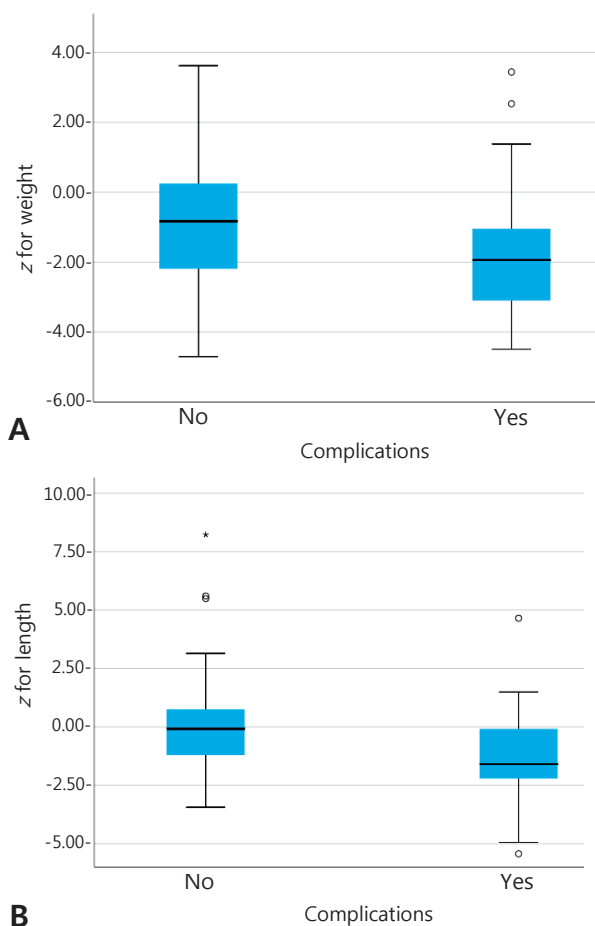 4.00
2.00
0.00
-2.00
-4.00
-6.00
z for weight
No Yes
Complications
A
10.00
7.50
5.00
2.50
0.00
-2.50
-5.00
z for length
No Yes
Complications
B